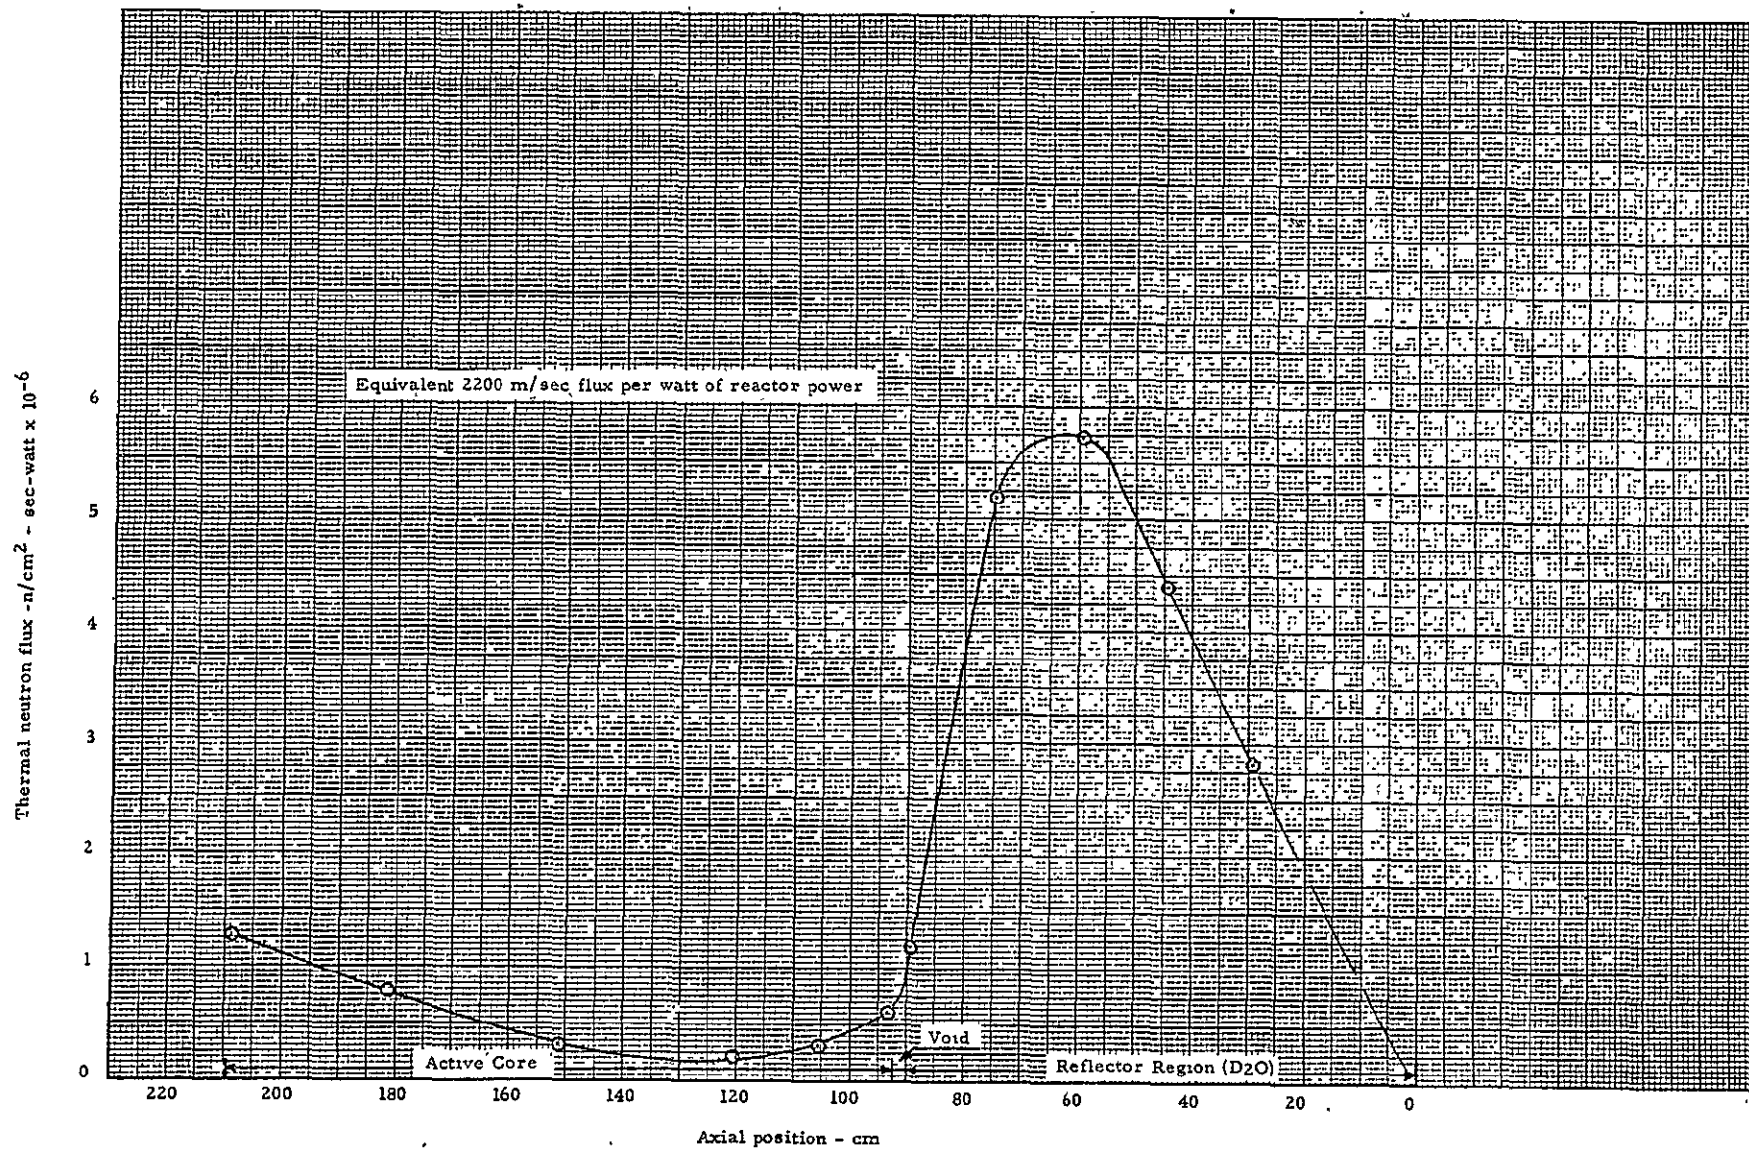 Thermal neutron flux -n/cm² - sec-watt x 10⁻⁶
Equivalent 2200 m/sec flux per watt of reactor power
6
5
4
3
2
1
0
Void
Active Core
Reflector Region (D2O)
220 200 180 160 140 120 100 80 60 40 20 0
Axial position - cm